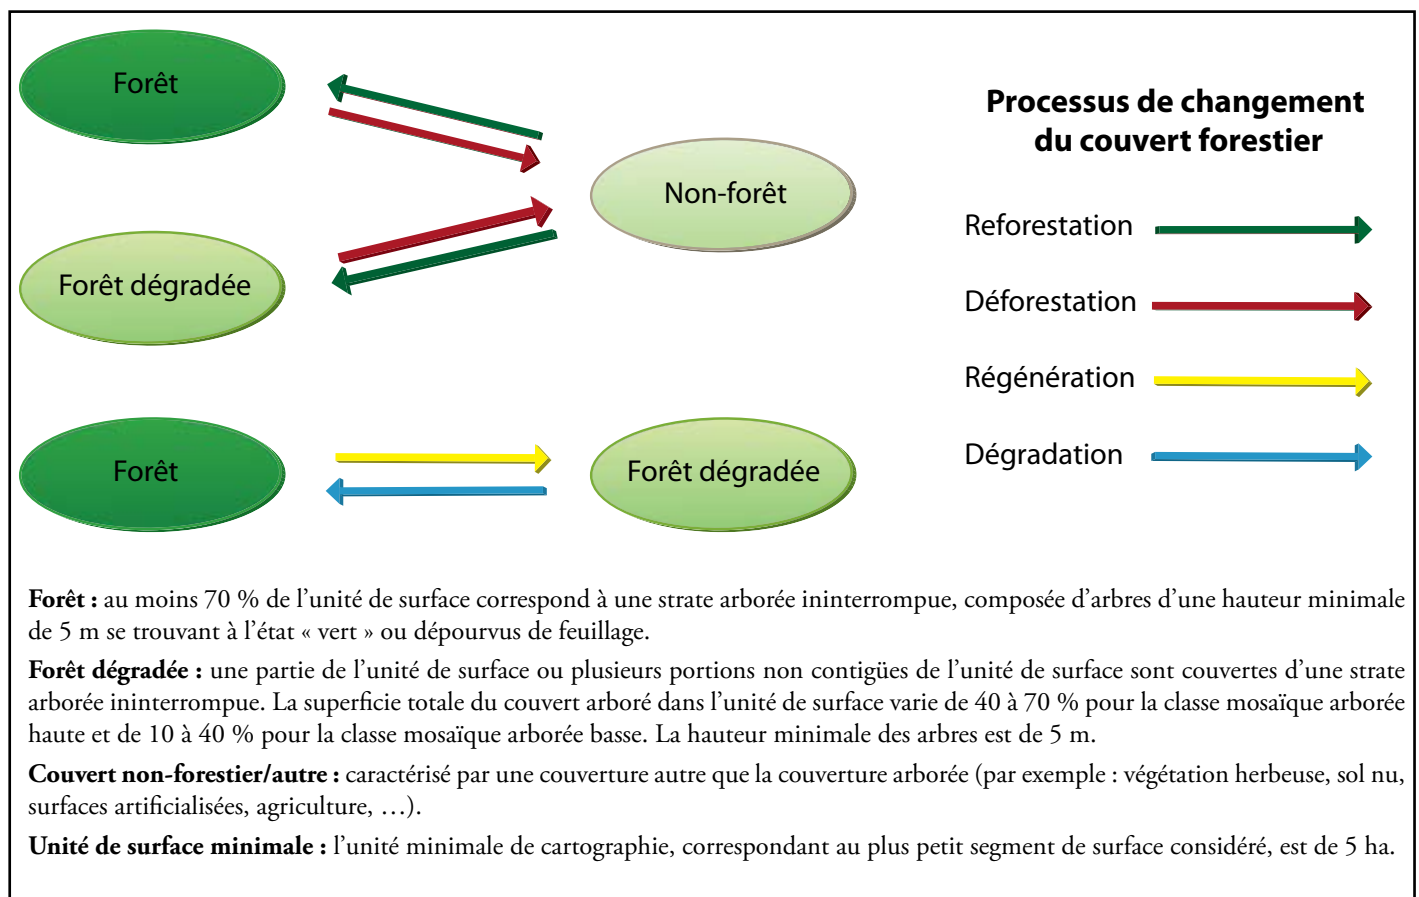 Forêt
Non-forêt
Forêt dégradée
Forêt
Forêt dégradée
Processus de changement
du couvert forestier
Reforestation
Déforestation
Régénération
Dégradation
Forêt : au moins 70 % de l’unité de surface correspond à une strate arborée ininterrompue, composée d’arbres d’une hauteur minimale
de 5 m se trouvant à l’état « vert » ou dépourvus de feuillage.
Forêt dégradée : une partie de l’unité de surface ou plusieurs portions non contigües de l’unité de surface sont couvertes d’une strate
arborée ininterrompue. La superficie totale du couvert arboré dans l’unité de surface varie de 40 à 70 % pour la classe mosaïque arborée
haute et de 10 à 40 % pour la classe mosaïque arborée basse. La hauteur minimale des arbres est de 5 m.
Couvert non-forestier/autre : caractérisé par une couverture autre que la couverture arborée (par exemple : végétation herbeuse, sol nu,
surfaces artificialisées, agriculture, …).
Unité de surface minimale : l’unité minimale de cartographie, correspondant au plus petit segment de surface considéré, est de 5 ha.